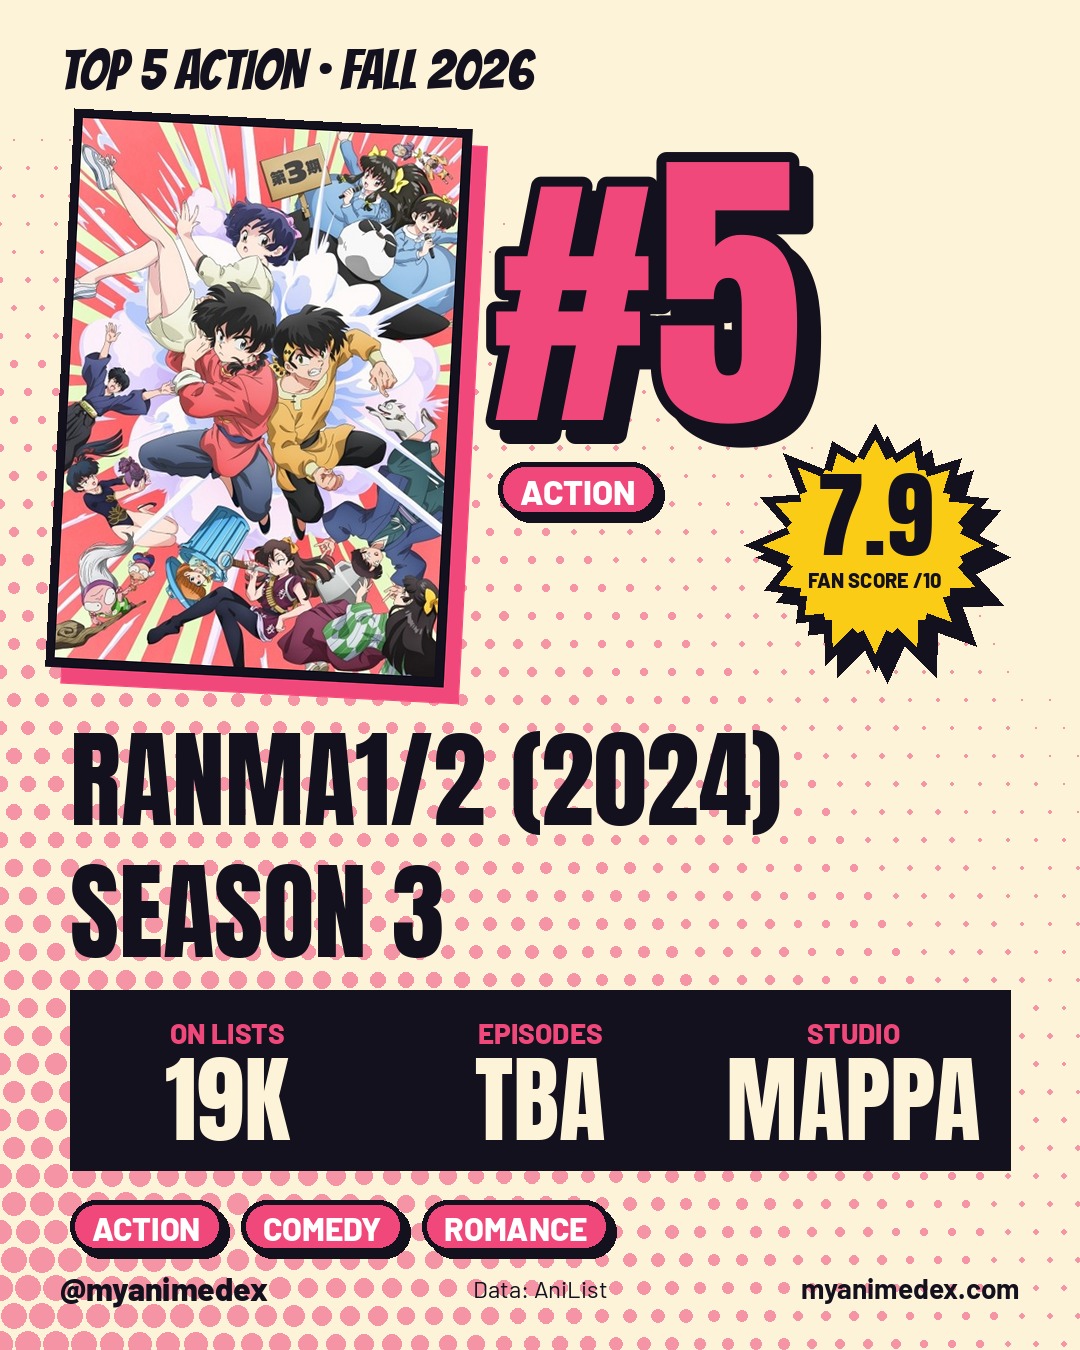 TOP 5 ACTION • FALL 2026
第3期
#5
ACTION
7.9
FAN SCORE /10
RANMA1/2 (2024)
SEASON 3
ON LISTS
EPISODES
STUDIO
19K
TBA
MAPPA
ACTION
COMEDY
ROMANCE
@myanimedex
Data: AniList
myanimedex.com